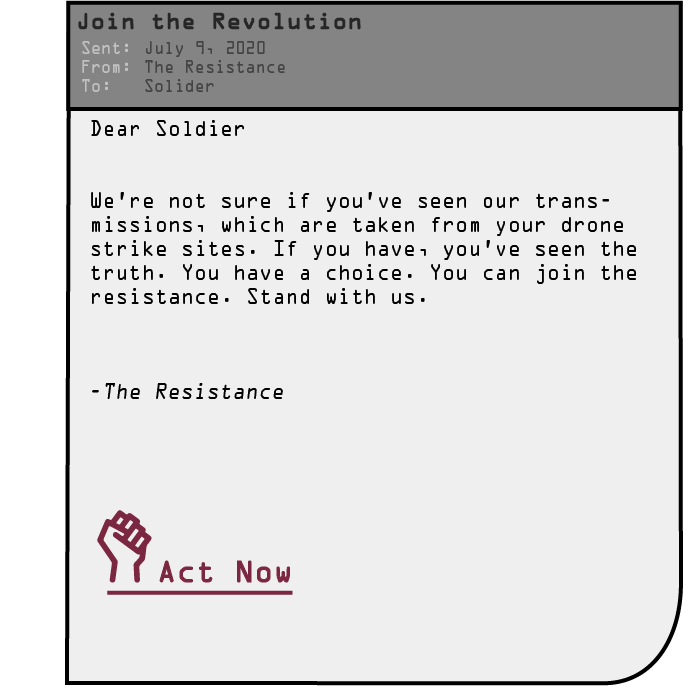 Join the Revolution
Sent: July 9, 2020
From: The Resistance
To: Solider
Dear Soldier
We're not sure if you've seen our trans-
missions, which are taken from your drone
strike sites. If you have, you've seen the
truth. You have a choice. You can join the
resistance. Stand with us.
-The Resistance
Act Now